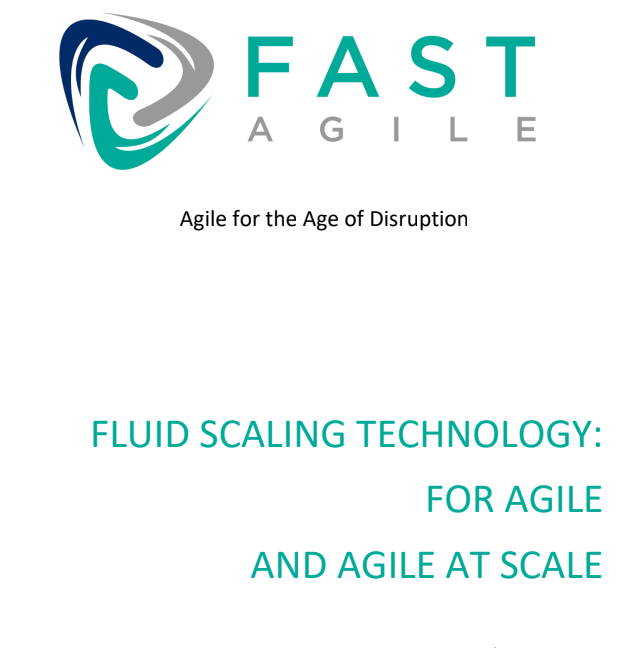 FAST
AGILE
Agile for the Age of Disruption
FLUID SCALING TECHNOLOGY:
FOR AGILE
AND AGILE AT SCALE